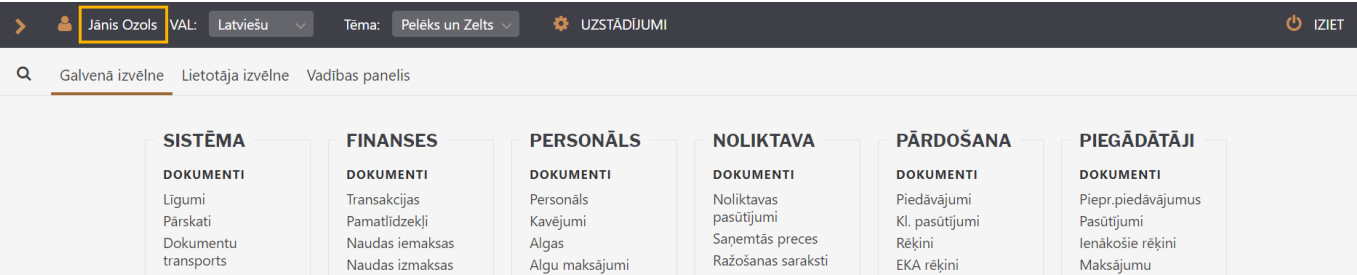 Jānis Ozols VAL: Latviešu Tēma: Pelēks un Zelts UZSTĀDĪJUMI IZIET
Galvenā izvēlne Lietotāja izvēlne Vadības panelis
SISTĒMA
DOKUMENTI
Līgumi
Pārskati
Dokumentu
transports
FINANSES
DOKUMENTI
Transakcijas
Pamatlīdzekļi
Naudas iemaksas
Naudas izmaksas
PERSONĀLS
DOKUMENTI
Personāls
Kavējumi
Algas
Algu maksājumi
NOLIKTAVA
DOKUMENTI
Noliktavas
pasūtījumi
Saņemtās preces
Ražošanas saraksti
PĀRDOŠANA
DOKUMENTI
Piedāvājumi
Kl. pasūtījumi
Rēķini
EKA rēķini
PIEGĀDĀTĀJI
DOKUMENTI
Piepr.piedāvājumus
Pasūtījumi
Ienākošie rēķini
Maksājumu